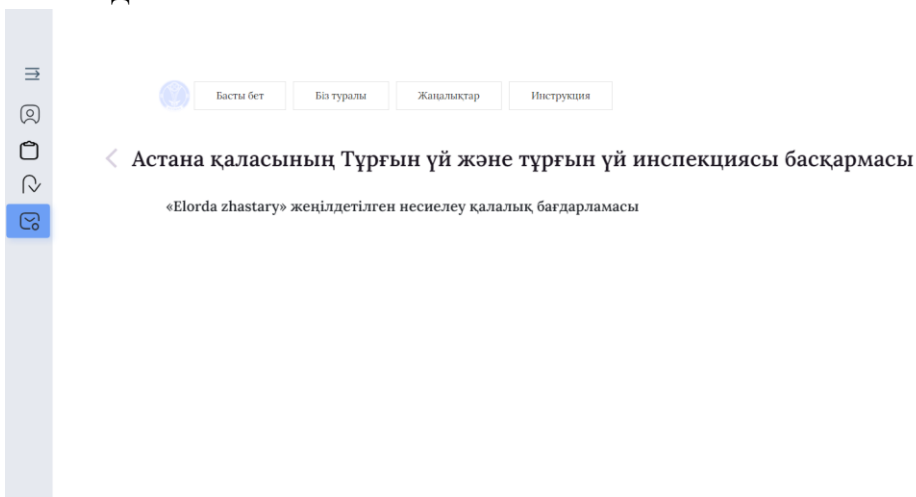 Басты бет
Біз туралы
Жаңалықтар
Инструкция
Астана қаласының Тұрғын үй және тұрғын үй инспекциясы басқармасы
«Elorda zhastary» жеңілдетілген несиелеу қалалық бағдарламасы